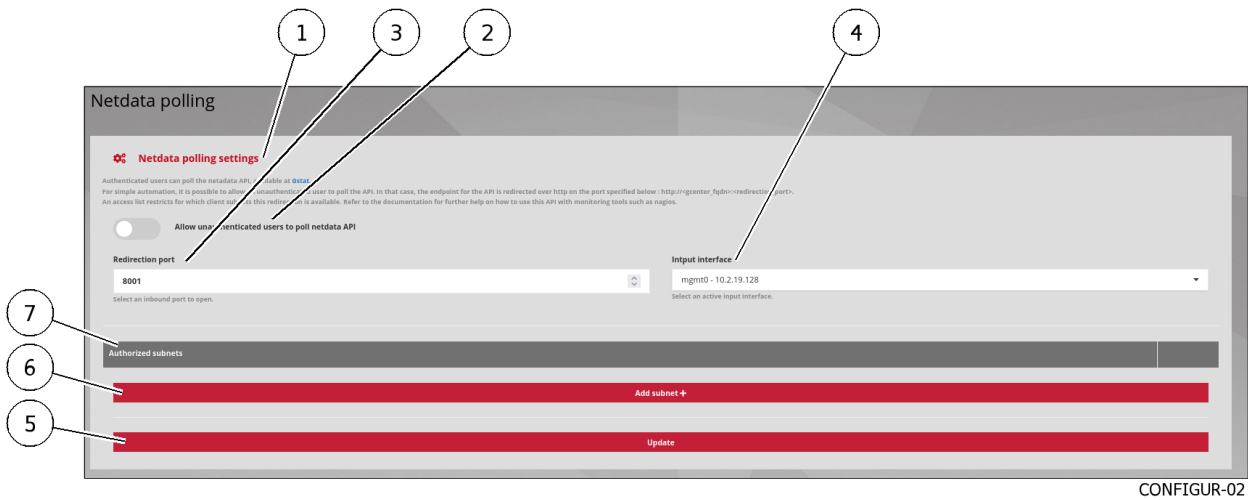 1 3 2 4
Netdata polling
Netdata polling settings
Authenticated users can poll the netadata API, available at Gstat.
For simple automation, it is possible to allow an unauthenticated user to poll the API. In that case, the endpoint for the API is redirected over http on the port specified below : http://<gcenter_fqdn>:<redirection_port>.
An access list restricts for which client subnets this redirection is available. Refer to the documentation for further help on how to use this API with monitoring tools such as nagios.
Allow unauthenticated users to poll netdata API
Redirection port
Intput interface
8001
mgmt0 - 10.2.19.128
Select an inbound port to open.
Select an active input interface.
7
Authorized subnets
6
Add subnet +
5
Update
CONFIGUR-02